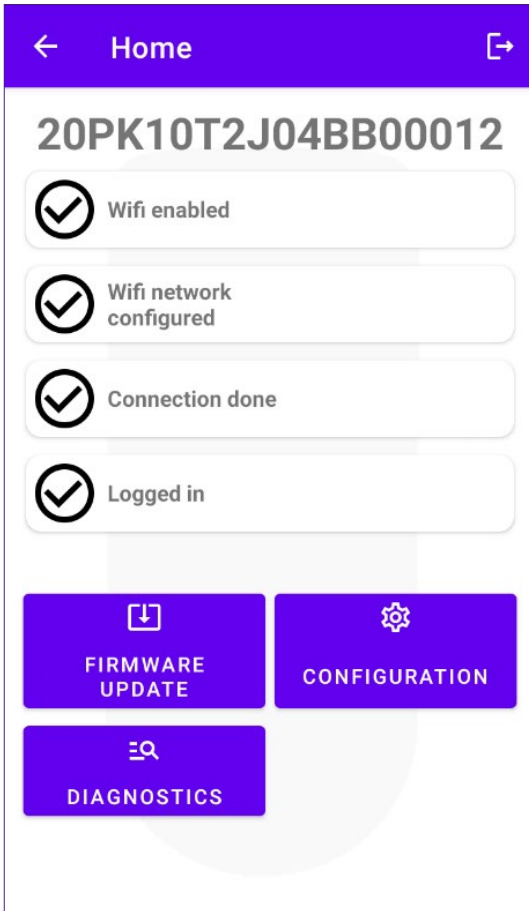 Home
20PK10T2J04BB00012
Wifi enabled
Wifi network
configured
Connection done
Logged in
FIRMWARE
UPDATE
CONFIGURATION
DIAGNOSTICS